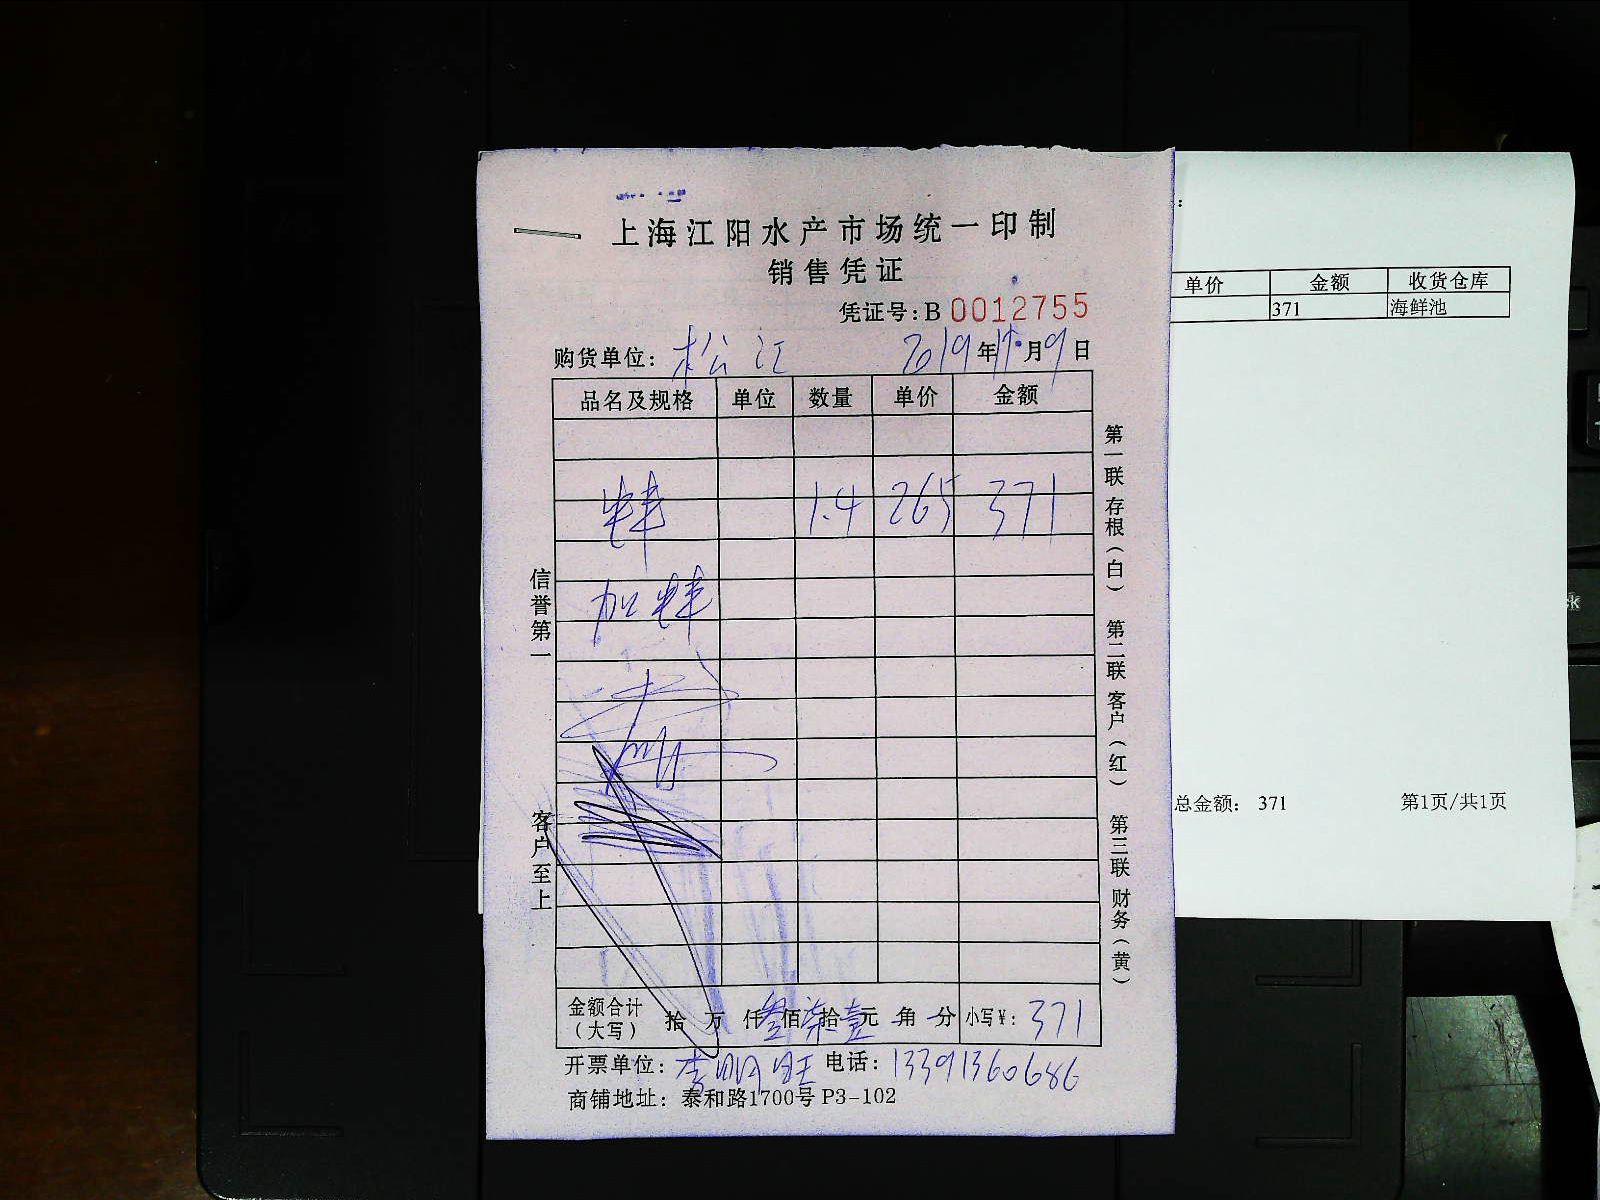 上海江阳水产市场统一印制
销售凭证
凭证号:B 0012755
购货单位: 松江 2019年 月9日
品名及规格 单位 数量 单价 金额
蚌 1.4 265 371
加蚌
金额合计(大写) 拾 万 仟叁佰柒拾壹元 角 分 小写¥: 371
开票单位: 李明旺 电话: 13391360686
商铺地址: 泰和路1700号 P3-102
信誉第一
客户至上
第一联 存根(白) 第二联 客户(红) 第三联 财务(黄)
:
单价 金额 收货仓库
371 海鲜池
总金额: 371 第1页/共1页